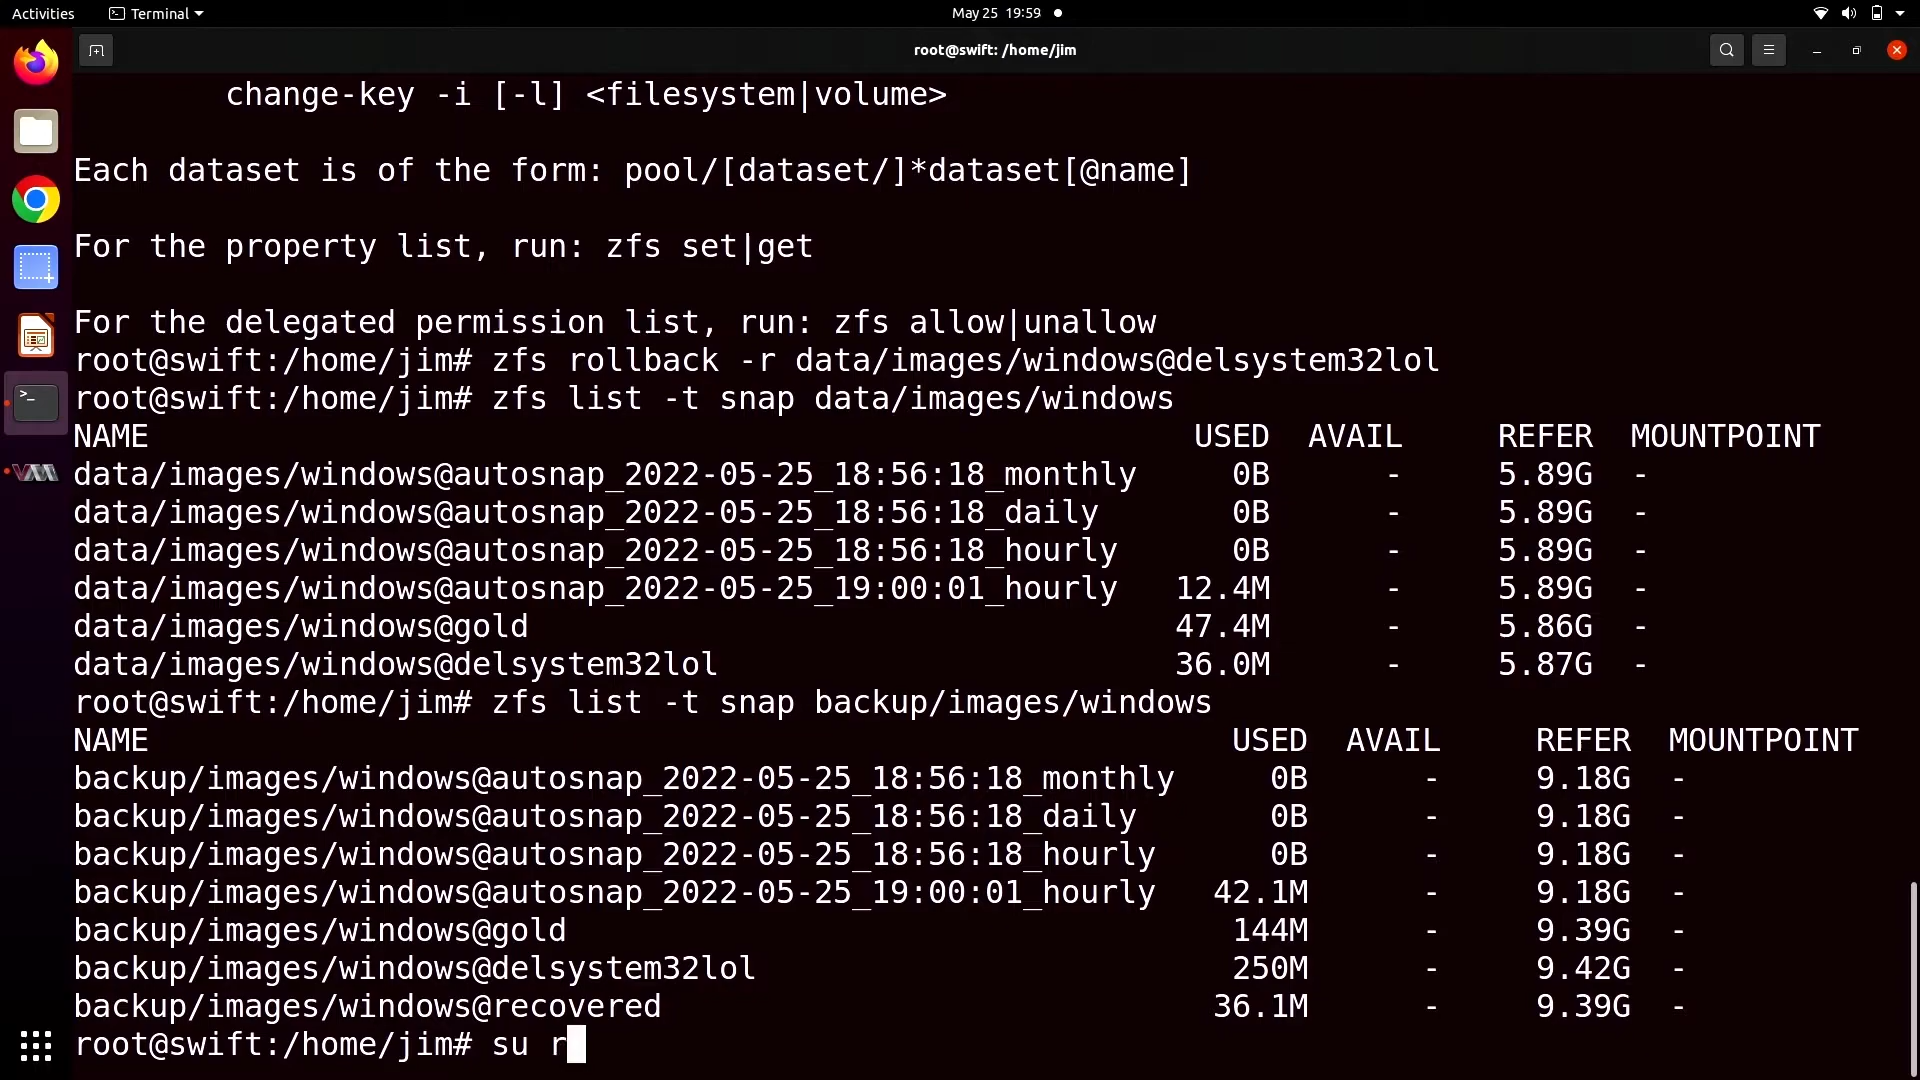 Activities Terminal May 25 19:59
root@swift: /home/jim
change-key -i [-l] <filesystem|volume>
Each dataset is of the form: pool/[dataset/]*dataset[@name]
For the property list, run: zfs set|get
For the delegated permission list, run: zfs allow|unallow
root@swift:/home/jim# zfs rollback -r data/images/windows@delsystem32lol
root@swift:/home/jim# zfs list -t snap data/images/windows
NAME USED AVAIL REFER MOUNTPOINT
data/images/windows@autosnap_2022-05-25_18:56:18_monthly 0B - 5.89G -
data/images/windows@autosnap_2022-05-25_18:56:18_daily 0B - 5.89G -
data/images/windows@autosnap_2022-05-25_18:56:18_hourly 0B - 5.89G -
data/images/windows@autosnap_2022-05-25_19:00:01_hourly 12.4M - 5.89G -
data/images/windows@gold 47.4M - 5.86G -
data/images/windows@delsystem32lol 36.0M - 5.87G -
root@swift:/home/jim# zfs list -t snap backup/images/windows
NAME USED AVAIL REFER MOUNTPOINT
backup/images/windows@autosnap_2022-05-25_18:56:18_monthly 0B - 9.18G -
backup/images/windows@autosnap_2022-05-25_18:56:18_daily 0B - 9.18G -
backup/images/windows@autosnap_2022-05-25_18:56:18_hourly 0B - 9.18G -
backup/images/windows@autosnap_2022-05-25_19:00:01_hourly 42.1M - 9.18G -
backup/images/windows@gold 144M - 9.39G -
backup/images/windows@delsystem32lol 250M - 9.42G -
backup/images/windows@recovered 36.1M - 9.39G -
root@swift:/home/jim# su r